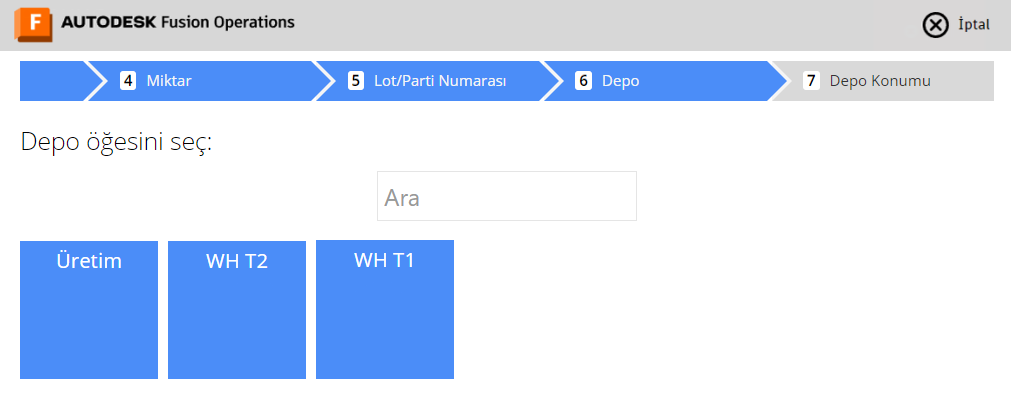 F AUTODESK Fusion Operations İptal
4 Miktar 5 Lot/Parti Numarası 6 Depo 7 Depo Konumu
Depo öğesini seç:
Ara
Üretim WH T2 WH T1